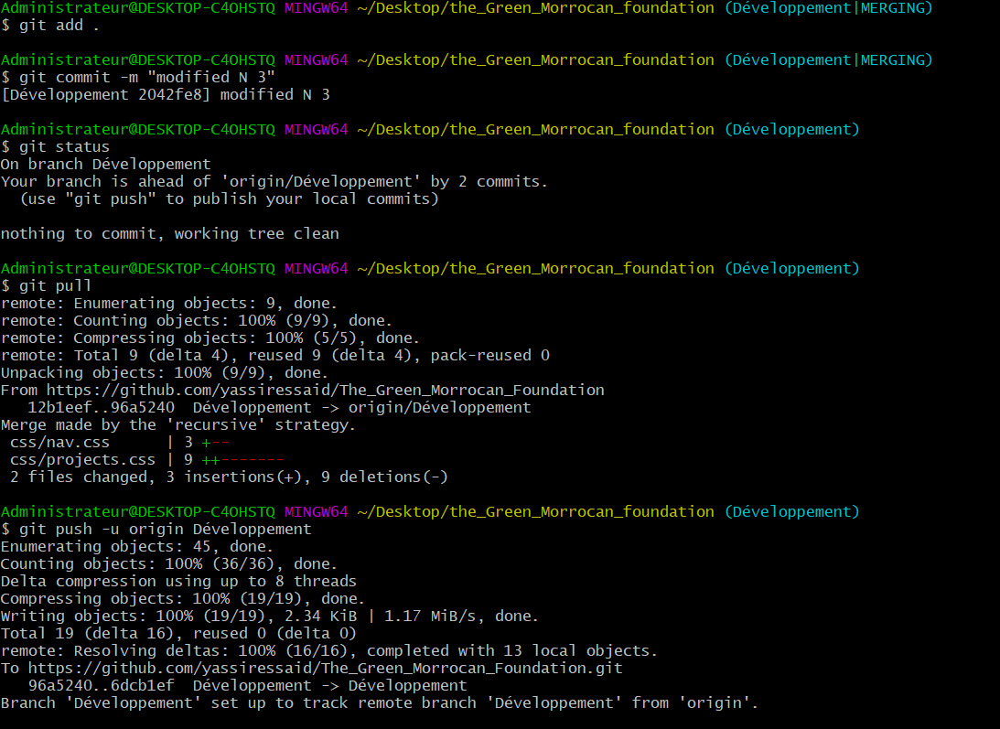 Administrateur@DESKTOP-C4OHSTQ MINGW64 ~/Desktop/the_Green_Morrocan_foundation (Développement|MERGING)
$ git add .
Administrateur@DESKTOP-C4OHSTQ MINGW64 ~/Desktop/the_Green_Morrocan_foundation (Développement|MERGING)
$ git commit -m "modified N 3"
[Développement 2042fe8] modified N 3
Administrateur@DESKTOP-C4OHSTQ MINGW64 ~/Desktop/the_Green_Morrocan_foundation (Développement)
$ git status
On branch Développement
Your branch is ahead of 'origin/Développement' by 2 commits.
  (use "git push" to publish your local commits)
nothing to commit, working tree clean
Administrateur@DESKTOP-C4OHSTQ MINGW64 ~/Desktop/the_Green_Morrocan_foundation (Développement)
$ git pull
remote: Enumerating objects: 9, done.
remote: Counting objects: 100% (9/9), done.
remote: Compressing objects: 100% (5/5), done.
remote: Total 9 (delta 4), reused 9 (delta 4), pack-reused 0
Unpacking objects: 100% (9/9), done.
From https://github.com/yassiressaid/The_Green_Morrocan_Foundation
   12b1eef..96a5240  Développement -> origin/Développement
Merge made by the 'recursive' strategy.
 css/nav.css      | 3 +--
 css/projects.css | 9 ++-------
 2 files changed, 3 insertions(+), 9 deletions(-)
Administrateur@DESKTOP-C4OHSTQ MINGW64 ~/Desktop/the_Green_Morrocan_foundation (Développement)
$ git push -u origin Développement
Enumerating objects: 45, done.
Counting objects: 100% (36/36), done.
Delta compression using up to 8 threads
Compressing objects: 100% (19/19), done.
Writing objects: 100% (19/19), 2.34 KiB | 1.17 MiB/s, done.
Total 19 (delta 16), reused 0 (delta 0)
remote: Resolving deltas: 100% (16/16), completed with 13 local objects.
To https://github.com/yassiressaid/The_Green_Morrocan_Foundation.git
   96a5240..6dcb1ef  Développement -> Développement
Branch 'Développement' set up to track remote branch 'Développement' from 'origin'.